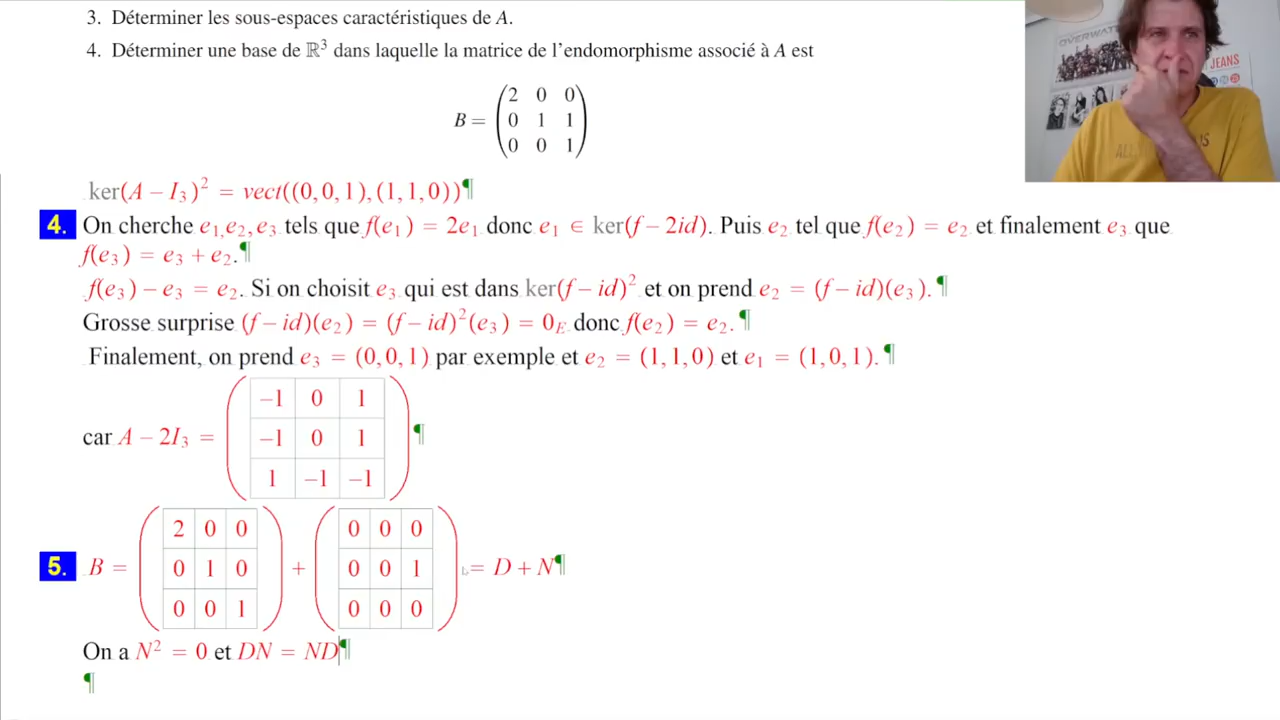 3. Déterminer les sous-espaces caractéristiques de A.
4. Déterminer une base de ℝ³ dans laquelle la matrice de l'endomorphisme associé à A est
B = (2 0 0
0 1 1
0 0 1)
OVERWATCH
JEANS
ker(A − I₃)² = vect((0, 0, 1), (1, 1, 0))¶
4. On cherche e₁, e₂, e₃ tels que f(e₁) = 2e₁ donc e₁ ∈ ker(f − 2id). Puis e₂ tel que f(e₂) = e₂ et finalement e₃ que
f(e₃) = e₃ + e₂.¶
f(e₃) − e₃ = e₂. Si on choisit e₃ qui est dans ker(f − id)² et on prend e₂ = (f − id)(e₃).¶
Grosse surprise (f − id)(e₂) = (f − id)²(e₃) = 0_E donc f(e₂) = e₂.¶
Finalement, on prend e₃ = (0, 0, 1) par exemple et e₂ = (1, 1, 0) et e₁ = (1, 0, 1).¶
car A − 2I₃ = (−1 0 1
−1 0 1
1 −1 −1)¶
5. B = (2 0 0
0 1 0
0 0 1) + (0 0 0
0 0 1
0 0 0) = D + N¶
On a N² = 0 et DN = ND¶
¶